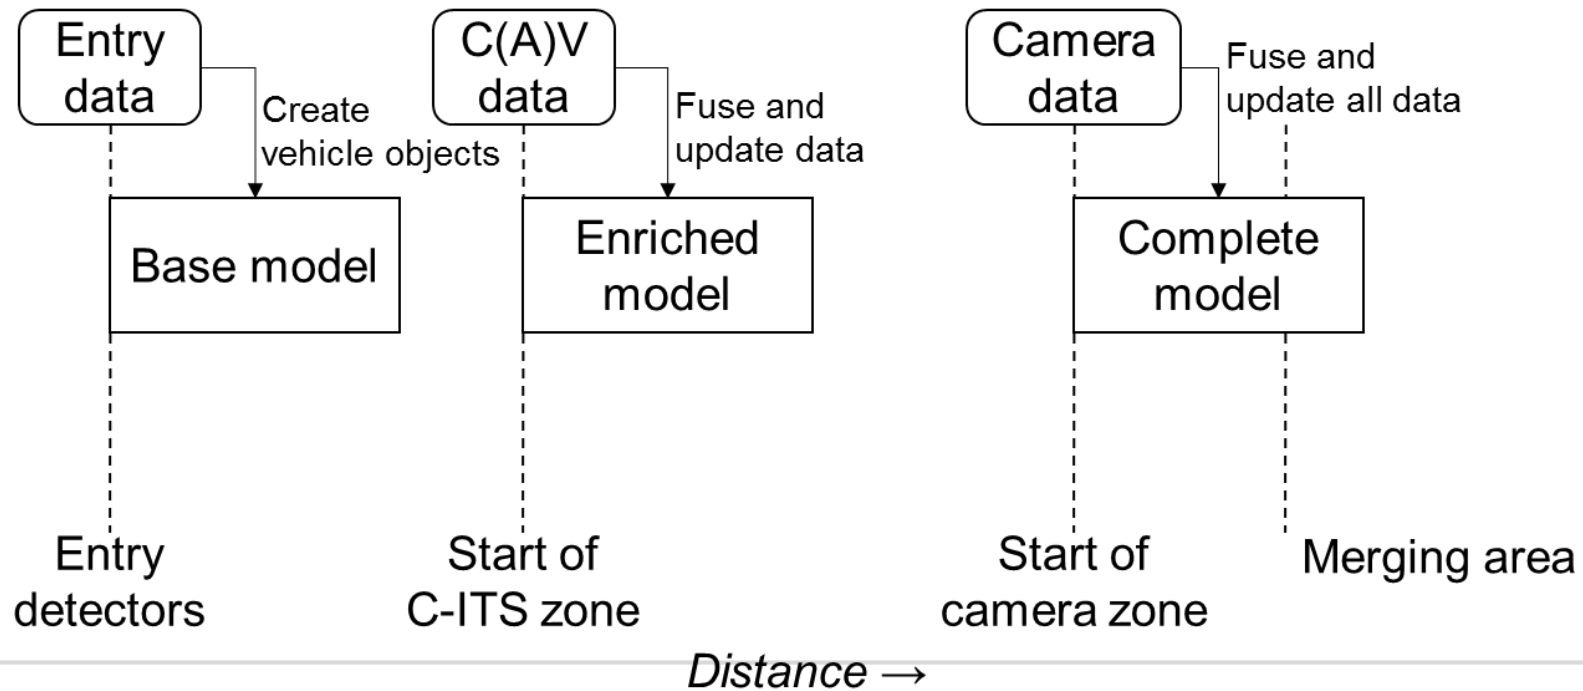 Entry
data
C(A)V
data
Camera
data
Create
vehicle objects
Fuse and
update data
Fuse and
update all data
Base model
Enriched
model
Complete
model
Entry
detectors
Start of
C-ITS zone
Start of
camera zone
Merging area
Distance →